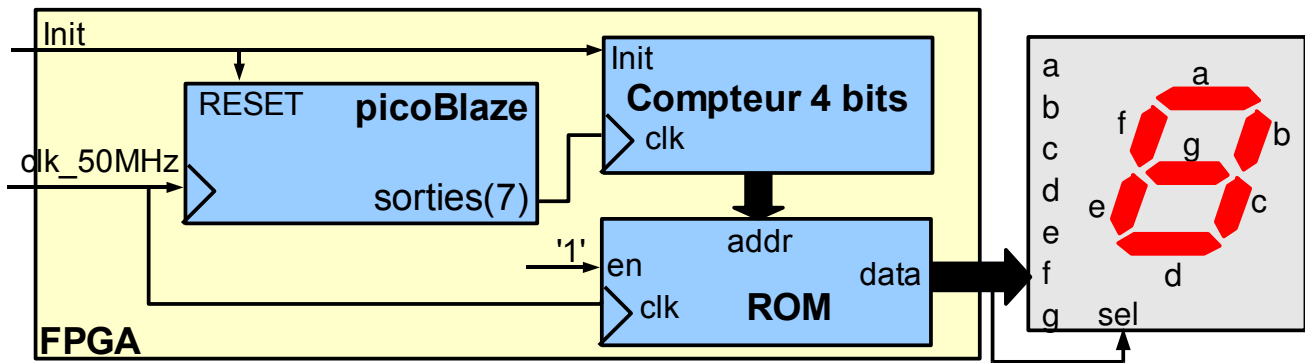 Init
RESET
picoBlaze
clk_50MHz
sorties(7)
Init
Compteur 4 bits
clk
'1'
en
addr
data
clk
ROM
FPGA
a
b
c
d
e
f
g
sel
a
f
b
g
e
c
d